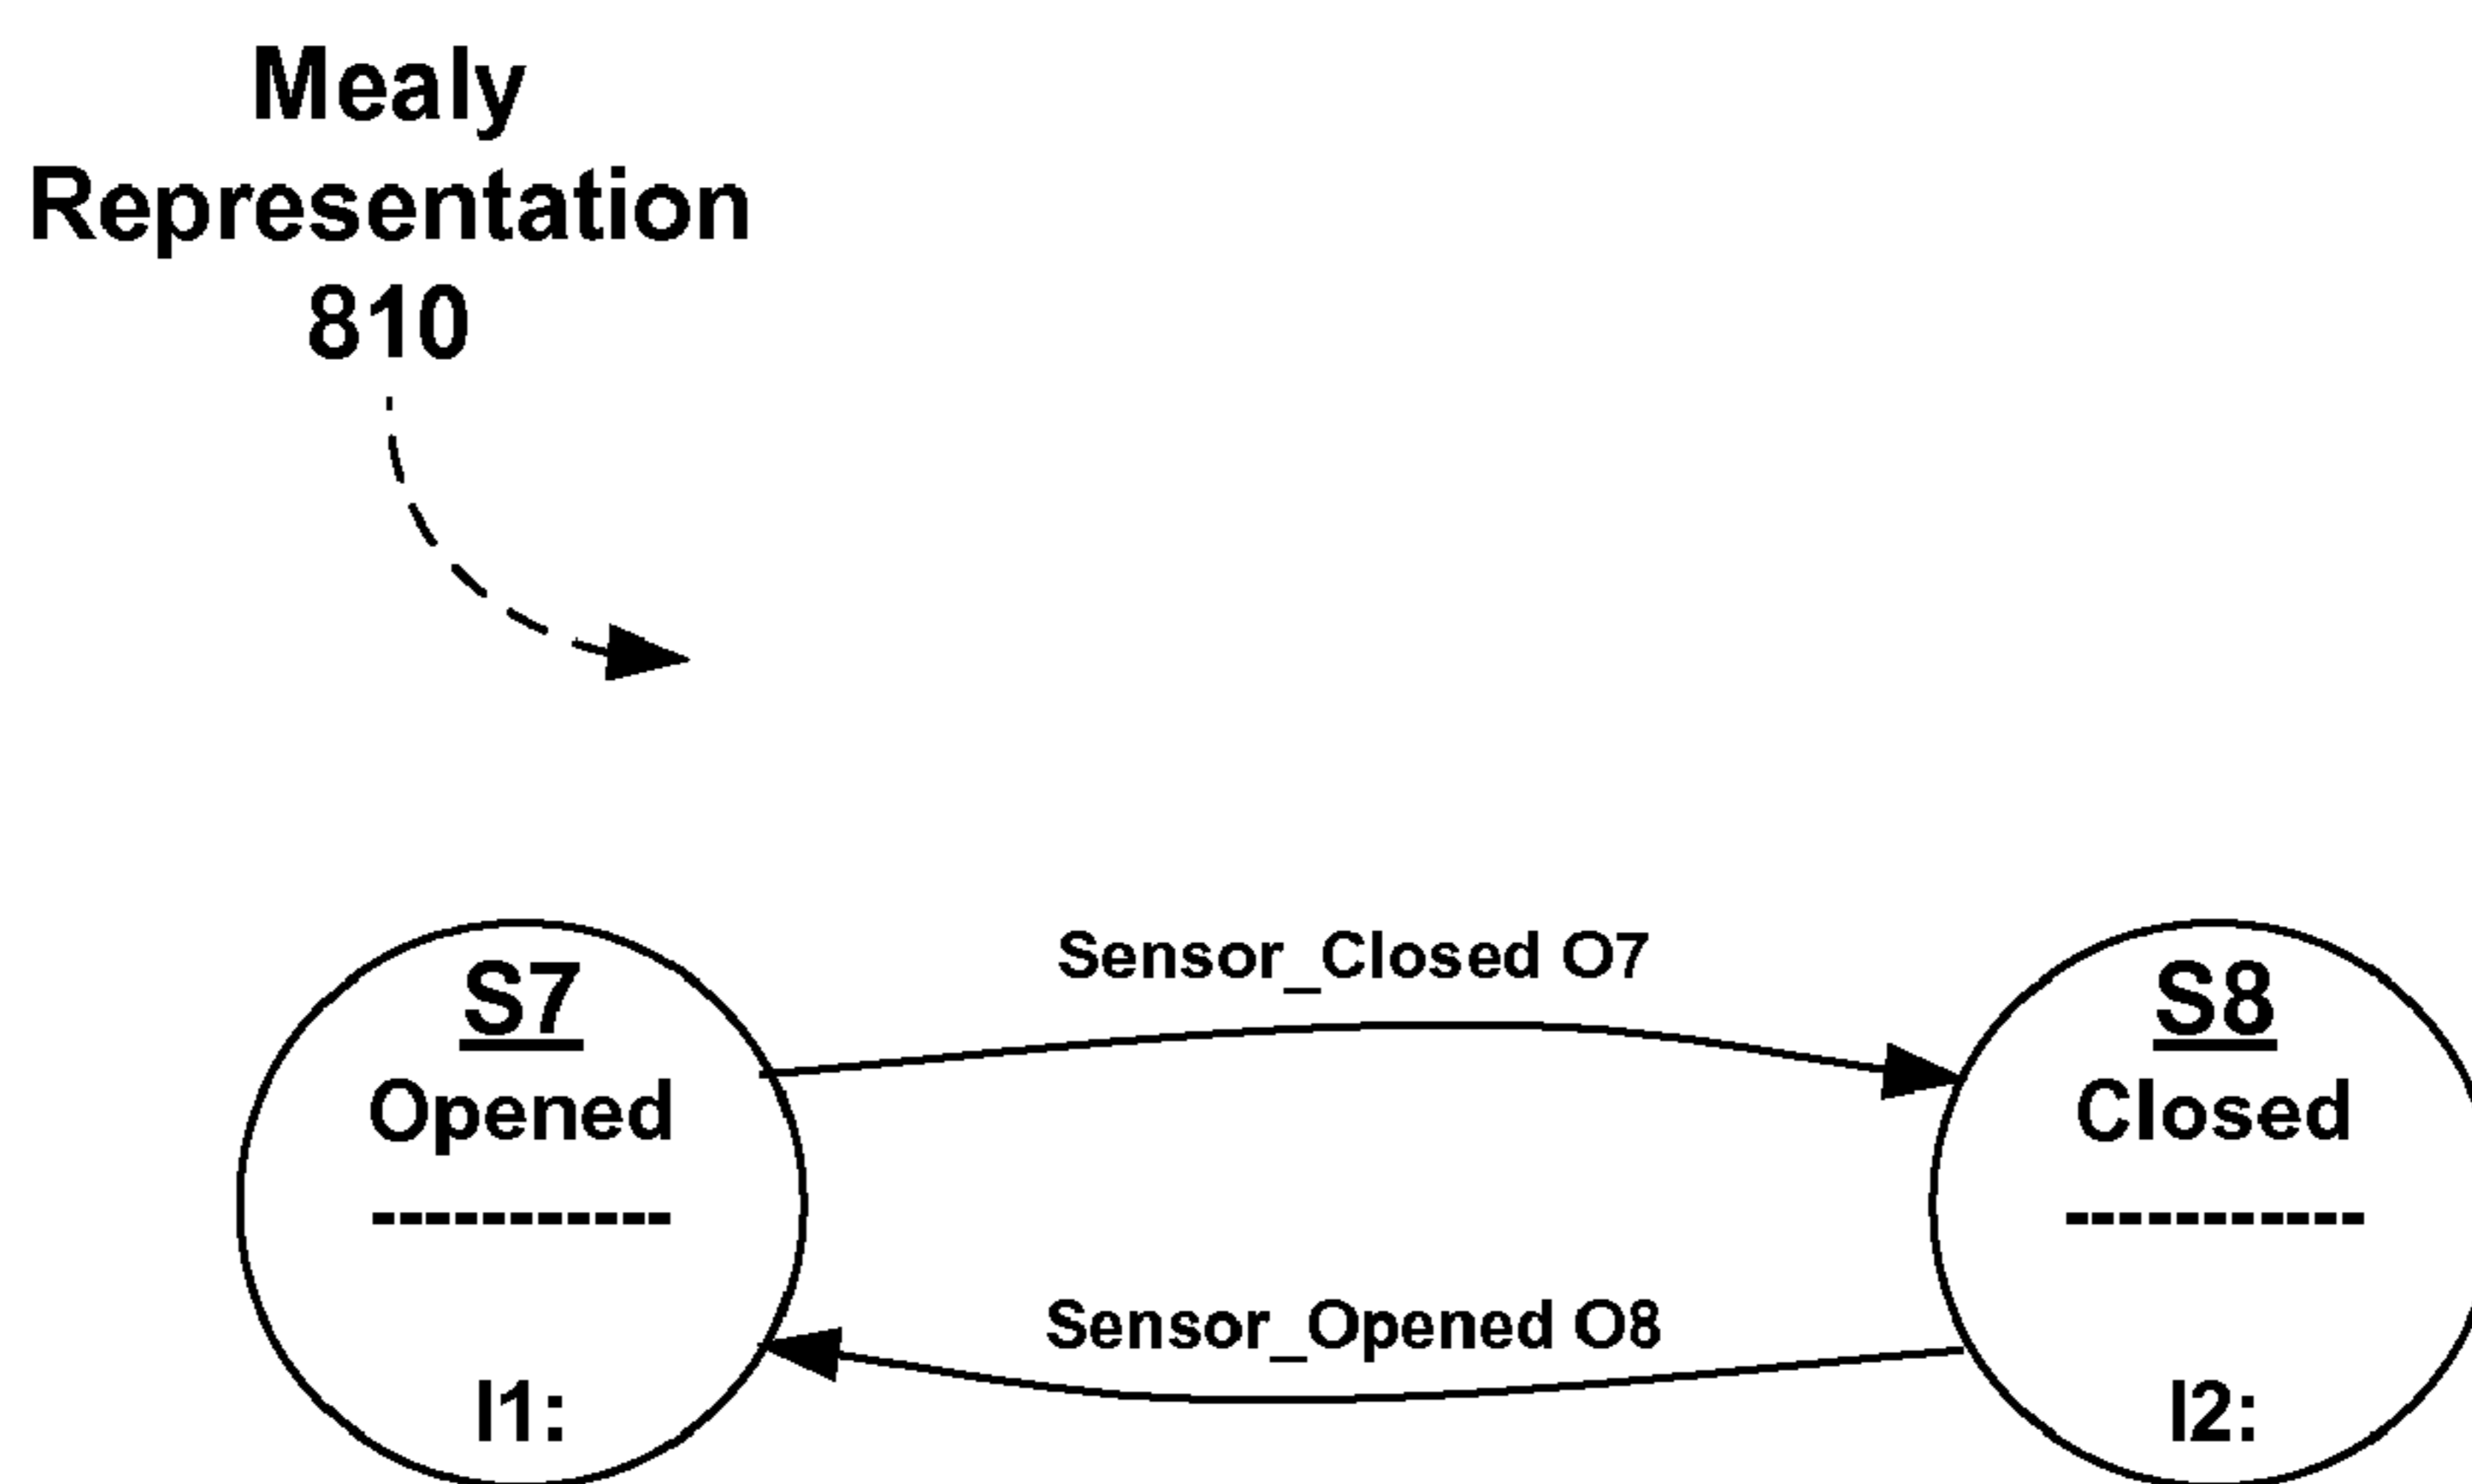 Mealy
Representation
810
Sensor_Closed O7
S7
Opened
------------
I1:
S8
Closed
------------
I2:
Sensor_Opened O8